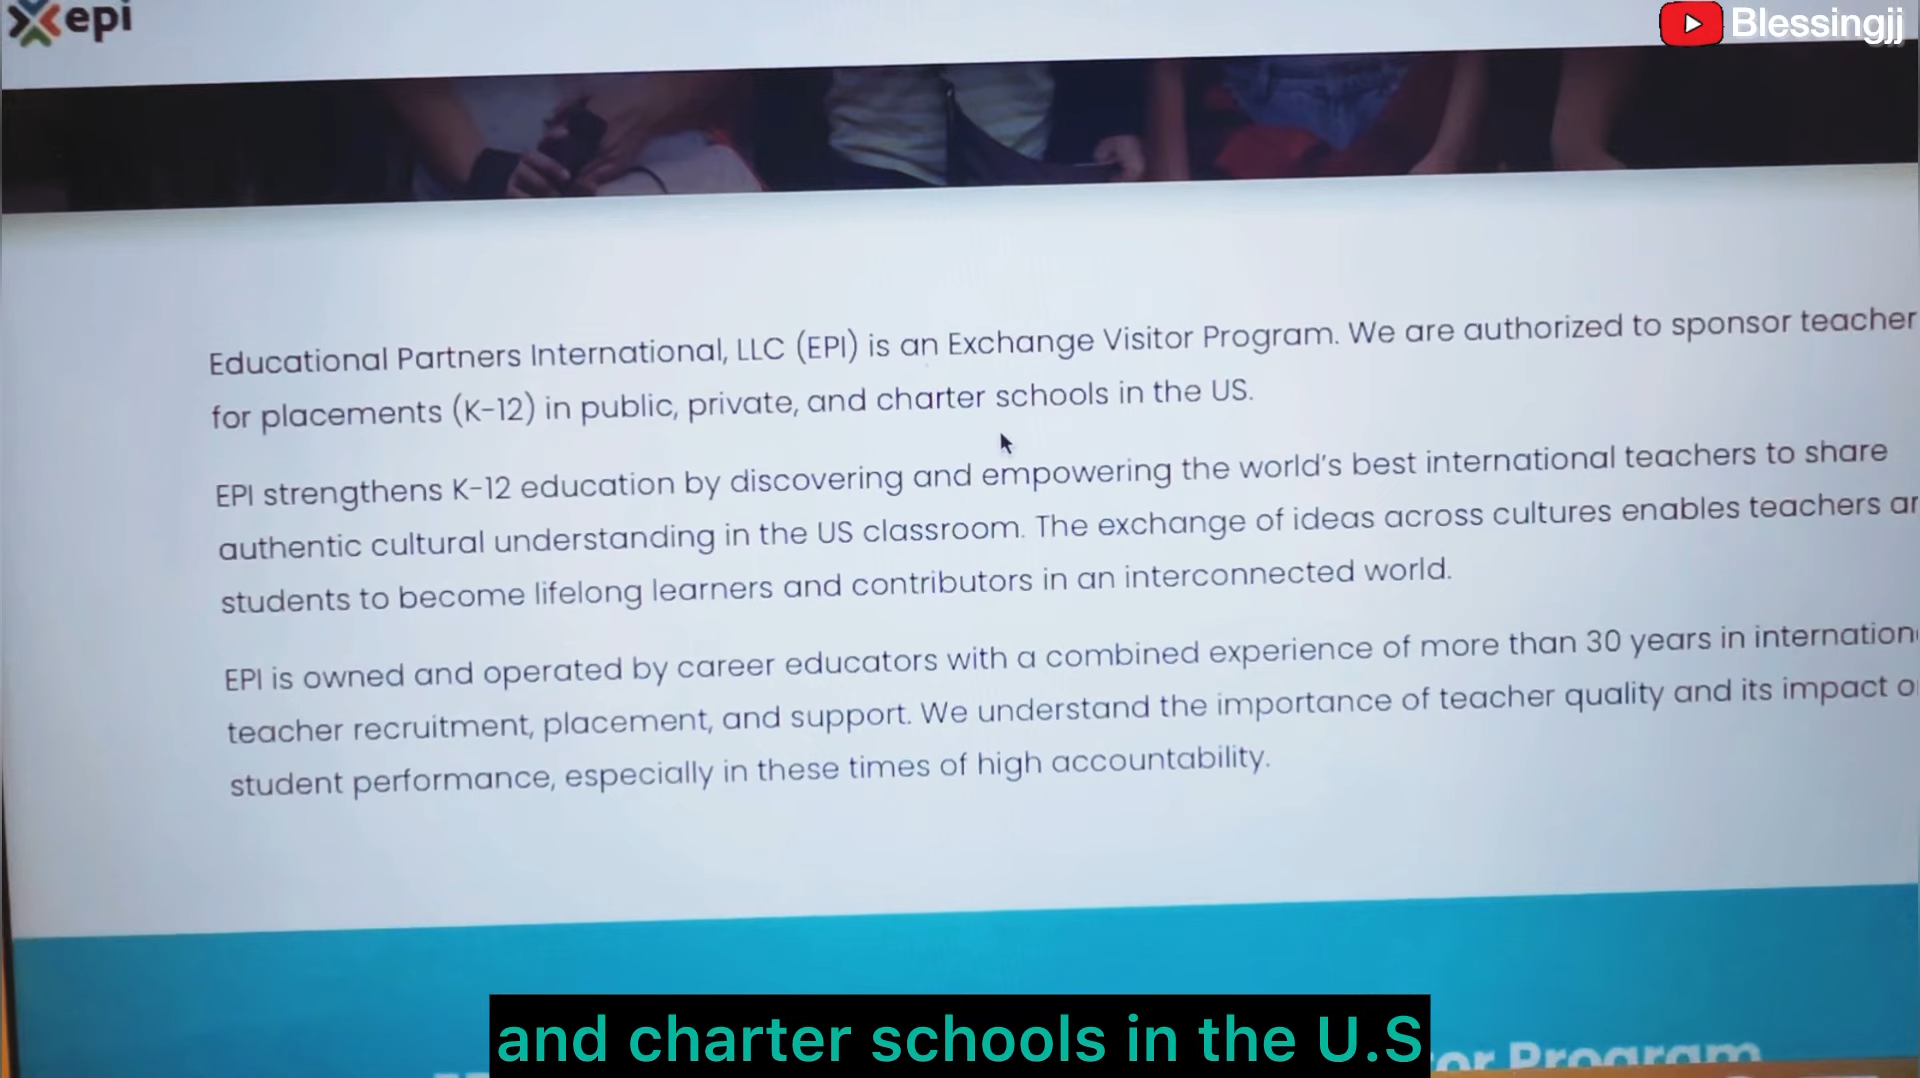 epi
Blessingjj
Educational Partners International, LLC (EPI) is an Exchange Visitor Program. We are authorized to sponsor teacher
for placements (K-12) in public, private, and charter schools in the US.
EPI strengthens K-12 education by discovering and empowering the world's best international teachers to share
authentic cultural understanding in the US classroom. The exchange of ideas across cultures enables teachers
students to become lifelong learners and contributors in an interconnected world.
EPI is owned and operated by career educators with a combined experience of more than 30 years in
teacher recruitment, placement, and support. We understand the importance of teacher quality and its impact
student performance, especially in these times of high accountability.
and charter schools in the U.S
Program